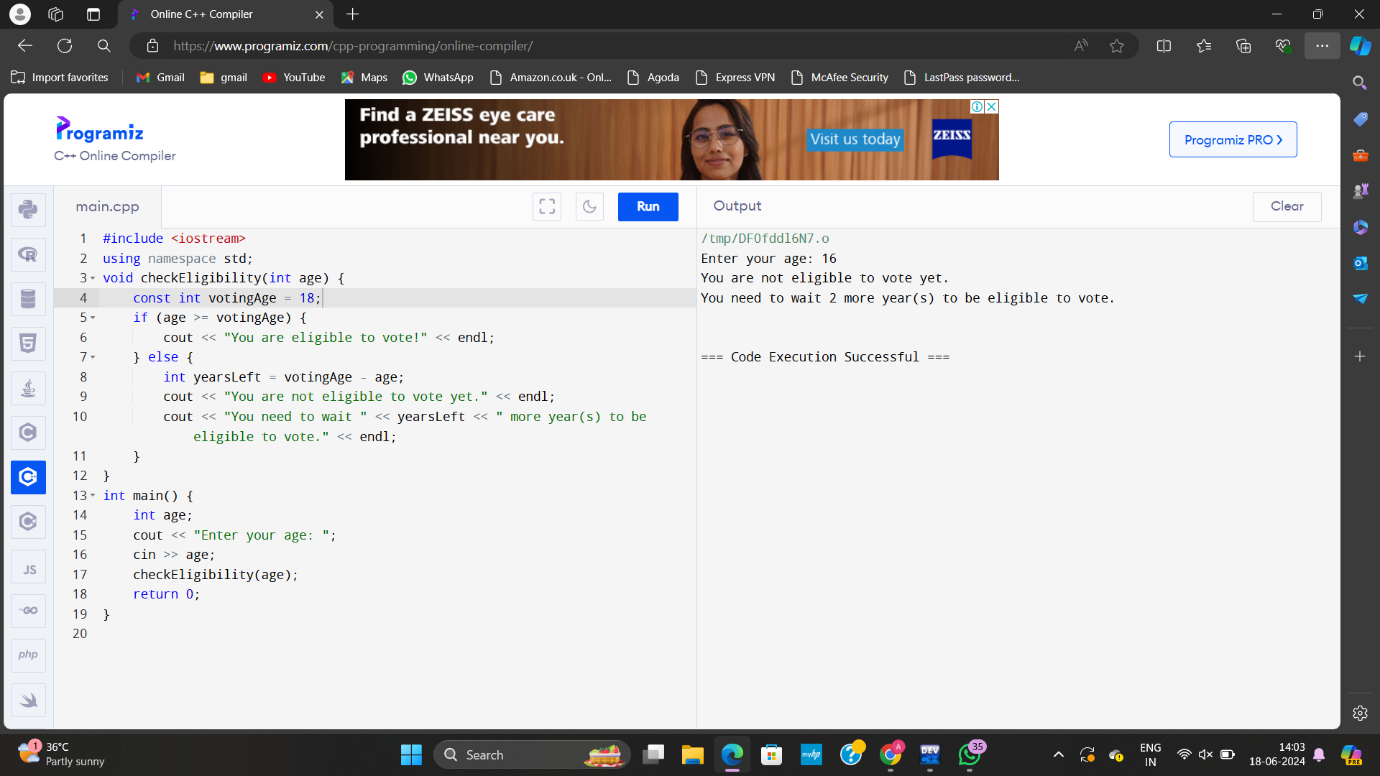 Online C++ Compiler
https://www.programiz.com/cpp-programming/online-compiler/
Import favorites
Gmail
gmail
YouTube
Maps
WhatsApp
Amazon.co.uk - Onl...
Agoda
Express VPN
McAfee Security
LastPass password...
Programiz
C++ Online Compiler
Find a ZEISS eye care
professional near you.
Visit us today
ZEISS
Programiz PRO >
main.cpp
Run
Output
Clear
1 #include <iostream>
2 using namespace std;
3 void checkEligibility(int age) {
4     const int votingAge = 18;
5     if (age >= votingAge) {
6         cout << "You are eligible to vote!" << endl;
7     } else {
8         int yearsLeft = votingAge - age;
9         cout << "You are not eligible to vote yet." << endl;
10         cout << "You need to wait " << yearsLeft << " more year(s) to be
eligible to vote." << endl;
11     }
12 }
13 int main() {
14     int age;
15     cout << "Enter your age: ";
16     cin >> age;
17     checkEligibility(age);
18     return 0;
19 }
20
/tmp/DFOfddl6N7.o
Enter your age: 16
You are not eligible to vote yet.
You need to wait 2 more year(s) to be eligible to vote.
=== Code Execution Successful ===
JS
GO
php
1
36°C
Partly sunny
Search
myhp
DEV
A
35
ENG
IN
14:03
18-06-2024
PRE